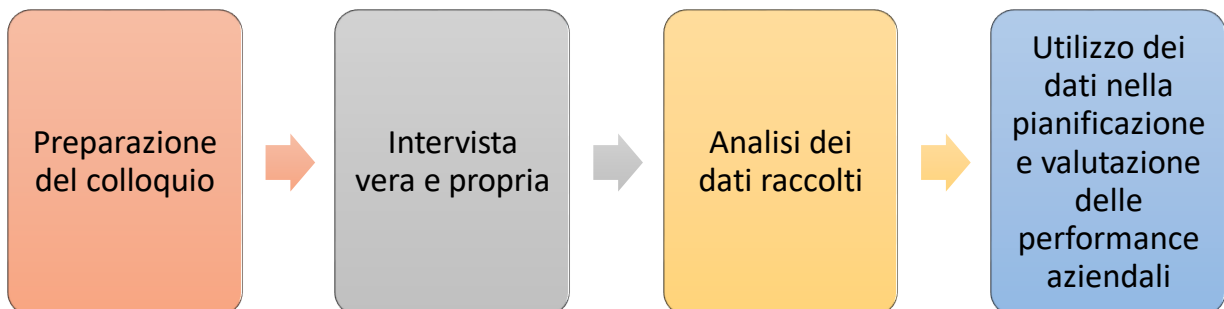 Preparazione
del colloquio
Intervista
vera e propria
Analisi dei
dati raccolti
Utilizzo dei
dati nella
pianificazione
e valutazione
delle
performance
aziendali